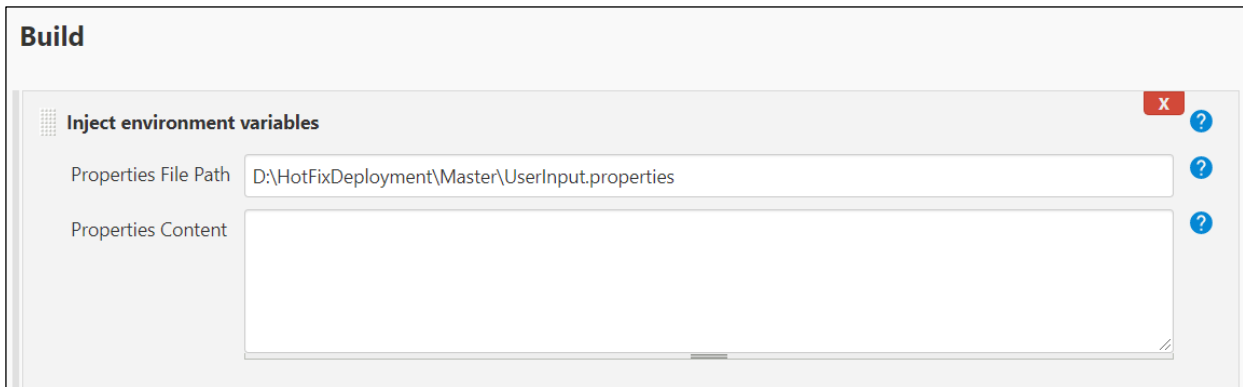 Build
Inject environment variables
X
?
Properties File Path
D:\HotFixDeployment\Master\UserInput.properties
?
Properties Content
?